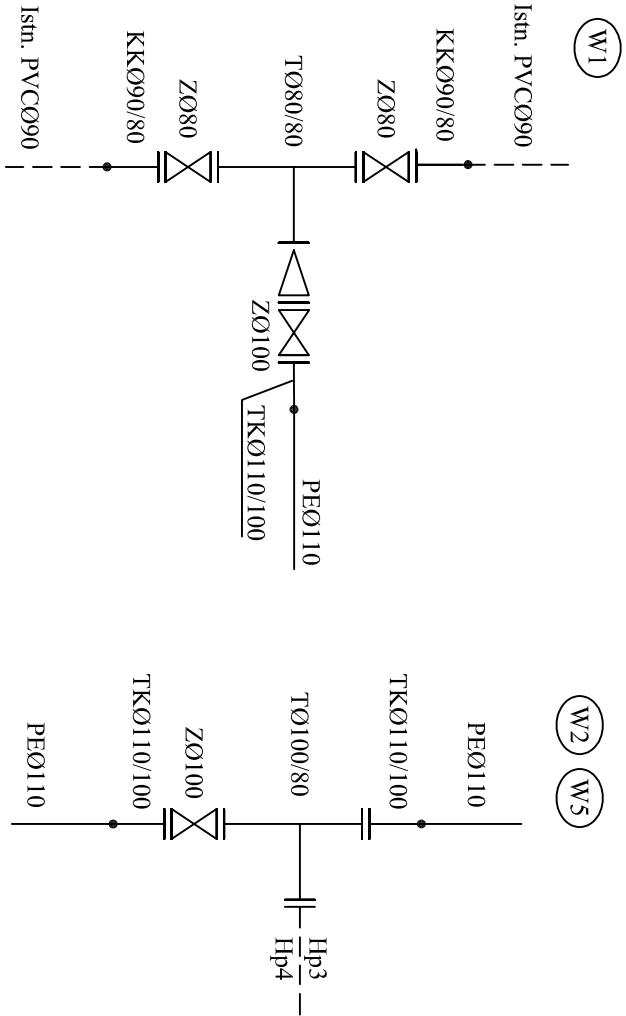 W1
Istn. PVCØ90
KKØ90/80
ZØ80
TØ80/80
ZØ80
KKØ90/80
Istn. PVCØ90
ZØ100
TKØ110/100
PEØ110
W2
W5
PEØ110
TKØ110/100
TØ100/80
ZØ100
TKØ110/100
PEØ110
Hp3
Hp4